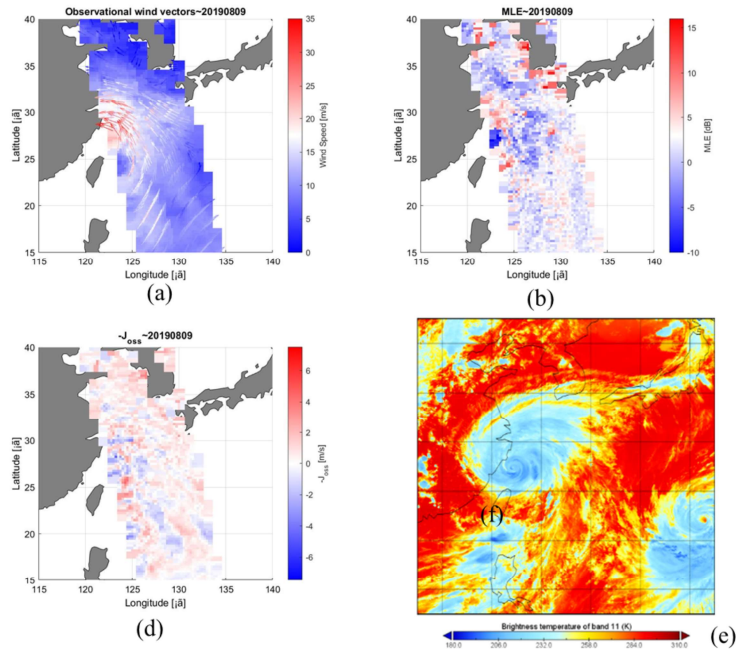 Observational wind vectors~20190809
40
35
30
25
20
15
115 120 125 130 135 140
Latitude [¡ã]
Longitude [¡ã]
35
30
25
20
15
10
5
0
Wind Speed [m/s]
(a)
MLE~20190809
40
35
30
25
20
15
115 120 125 130 135 140
Latitude [¡ã]
Longitude [¡ã]
15
10
5
0
-5
-10
MLE [dB]
(b)
-Joss~20190809
40
35
30
25
20
15
115 120 125 130 135 140
Latitude [¡ã]
Longitude [¡ã]
6
4
2
0
-2
-4
-6
-Joss [m/s]
(d)
(f)
Brightness temperature of band 11 (K)
180.0 206.0 232.0 258.0 284.0 310.0
(e)